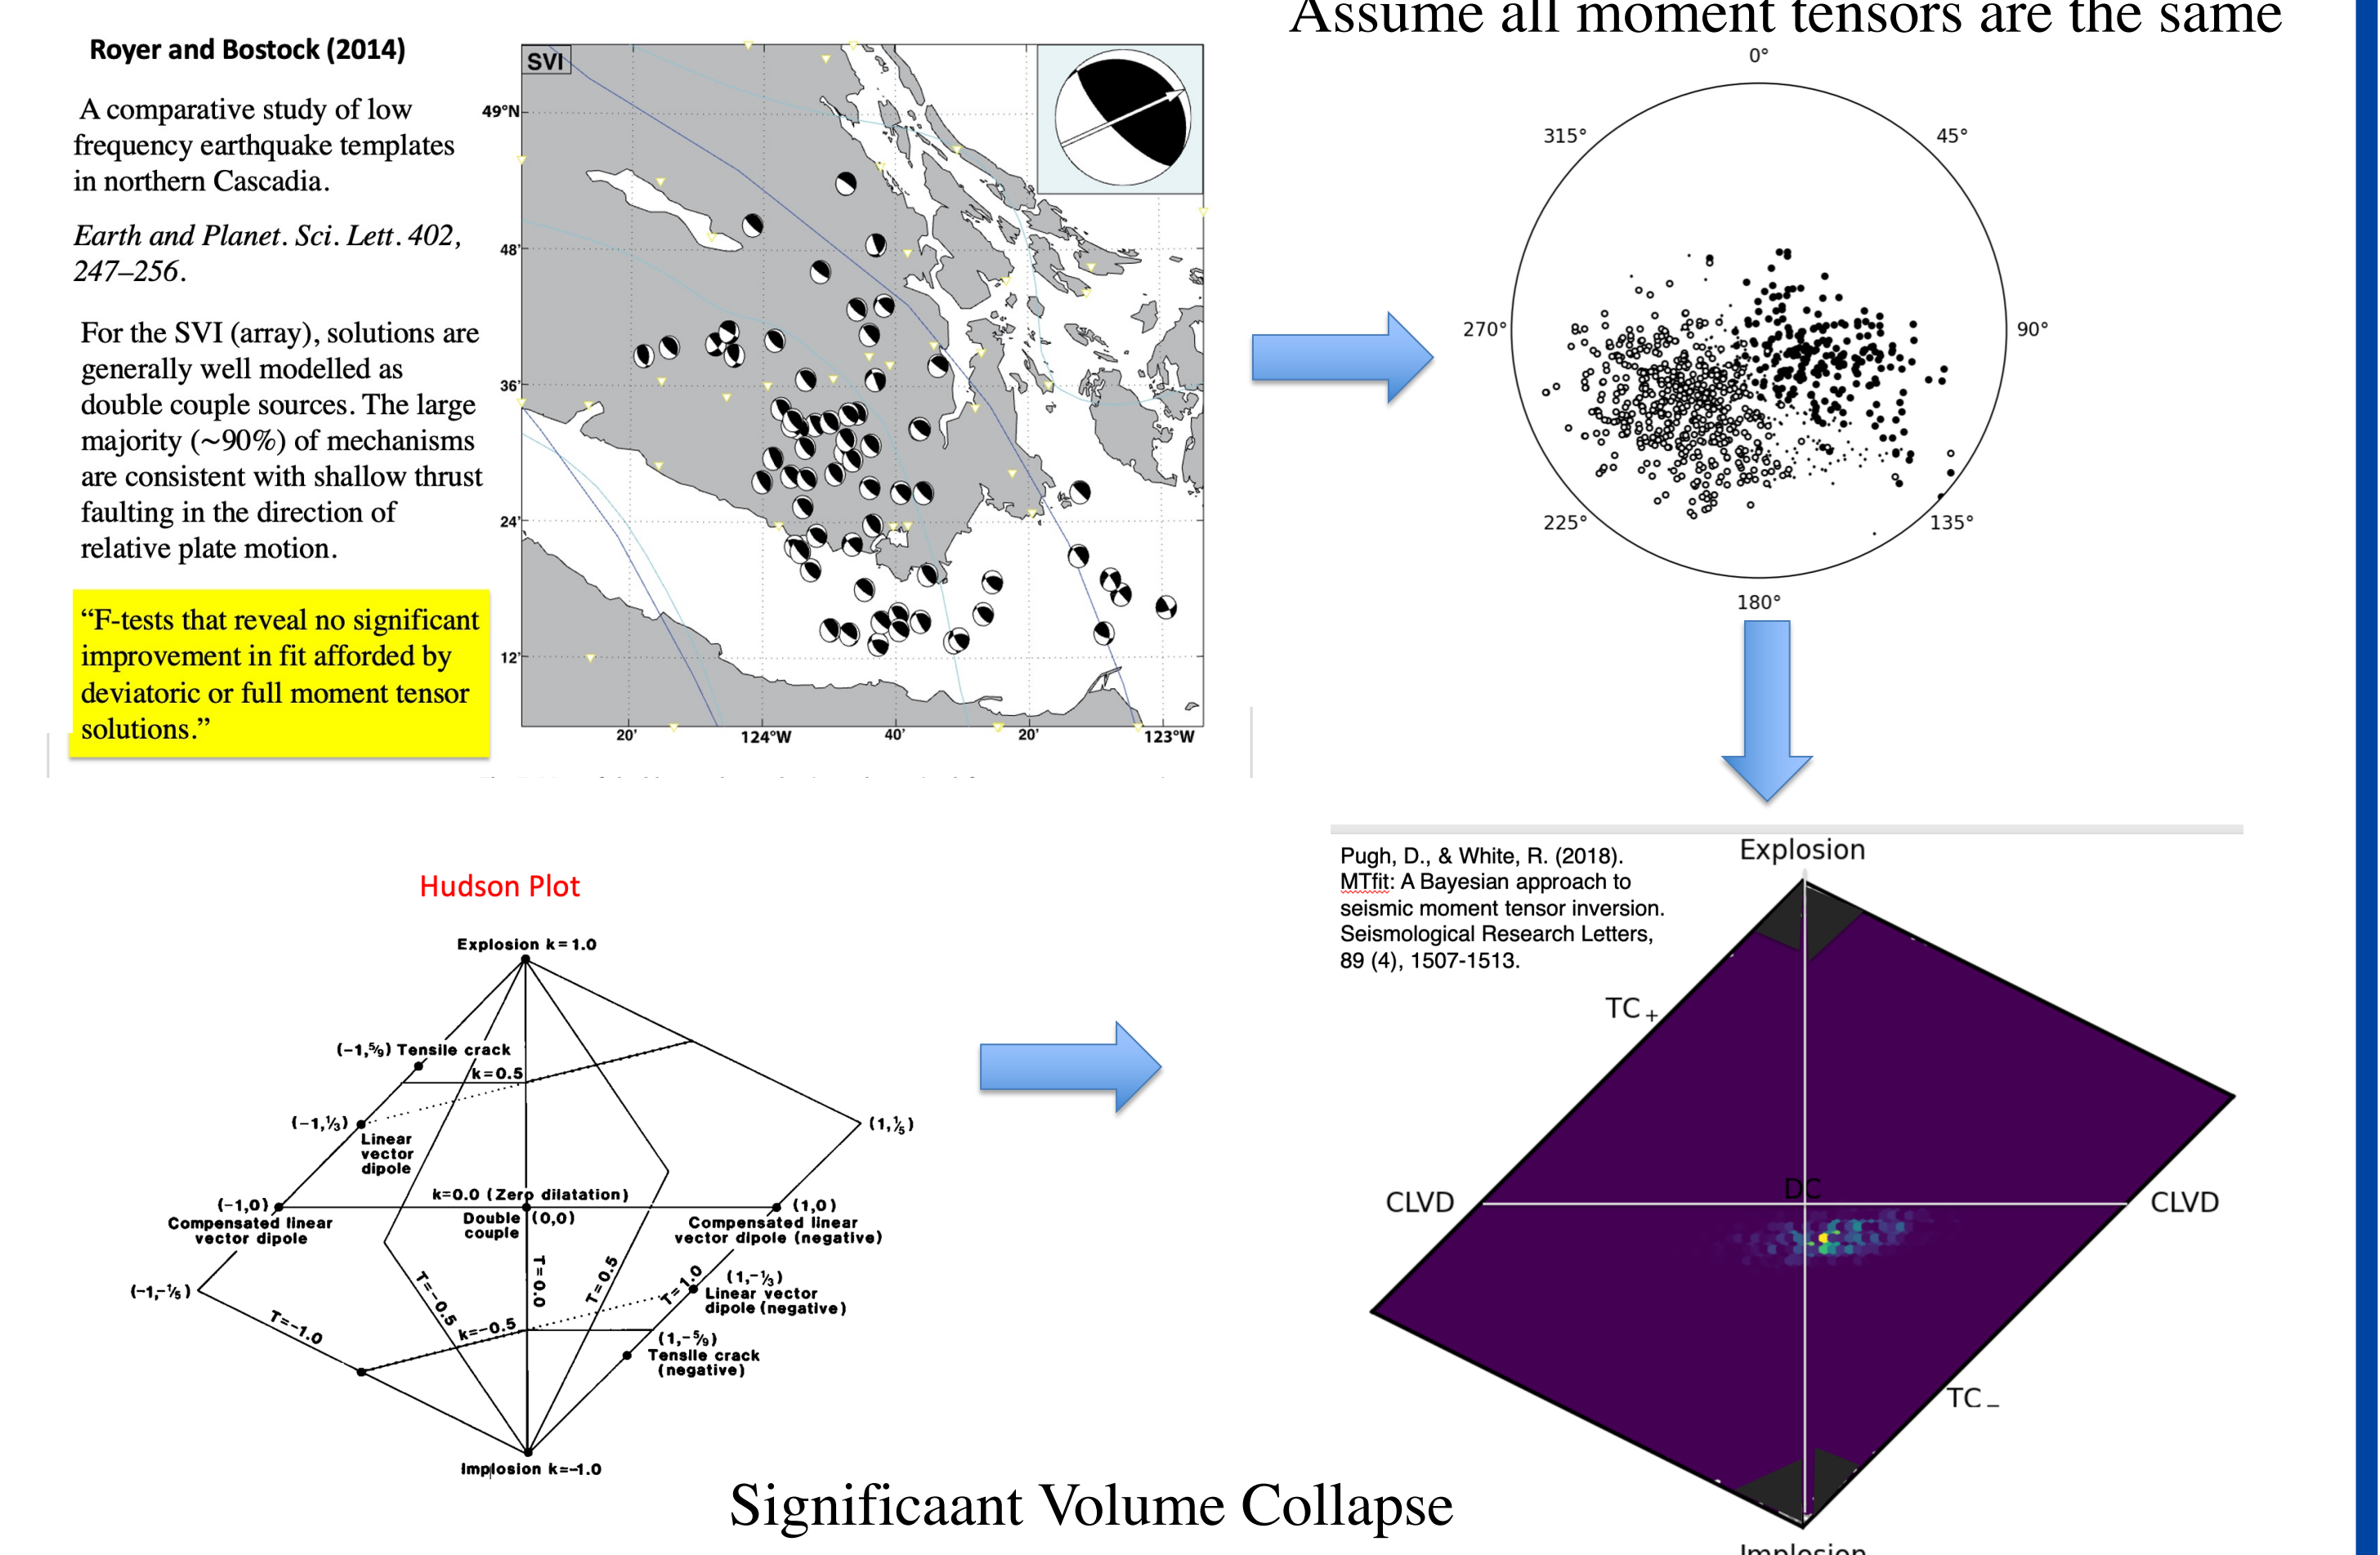 Assume all moment tensors are the same
Royer and Bostock (2014)
A comparative study of low
frequency earthquake templates
in northern Cascadia.
Earth and Planet. Sci. Lett. 402,
247–256.
For the SVI (array), solutions are
generally well modelled as
double couple sources. The large
majority (~90%) of mechanisms
are consistent with shallow thrust
faulting in the direction of
relative plate motion.
“F-tests that reveal no significant
improvement in fit afforded by
deviatoric or full moment tensor
solutions.”
SVI
49°N
48'
36'
24'
12'
20'
124°W
40'
20'
123°W
0°
315°
45°
270°
90°
225°
135°
180°
Hudson Plot
Explosion k=1.0
(−1,5/9) Tensile crack
k=0.5
(−1,1/3)
Linear
vector
dipole
(1,1/5)
k=0.0 (Zero dilatation)
(−1,0)
Compensated linear
vector dipole
Double
couple
(0,0)
(1,0)
Compensated linear
vector dipole (negative)
(−1,−1/5)
T=−1.0
T=−0.5
T=0.0
T=0.5
T=1.0
k=−0.5
(1,−1/3)
Linear vector
dipole (negative)
(1,−5/9)
Tensile crack
(negative)
Implosion k=−1.0
Pugh, D., & White, R. (2018).
MTfit: A Bayesian approach to
seismic moment tensor inversion.
Seismological Research Letters,
89 (4), 1507-1513.
Explosion
TC+
CLVD
DC
CLVD
TC−
Implosion
Significaant Volume Collapse